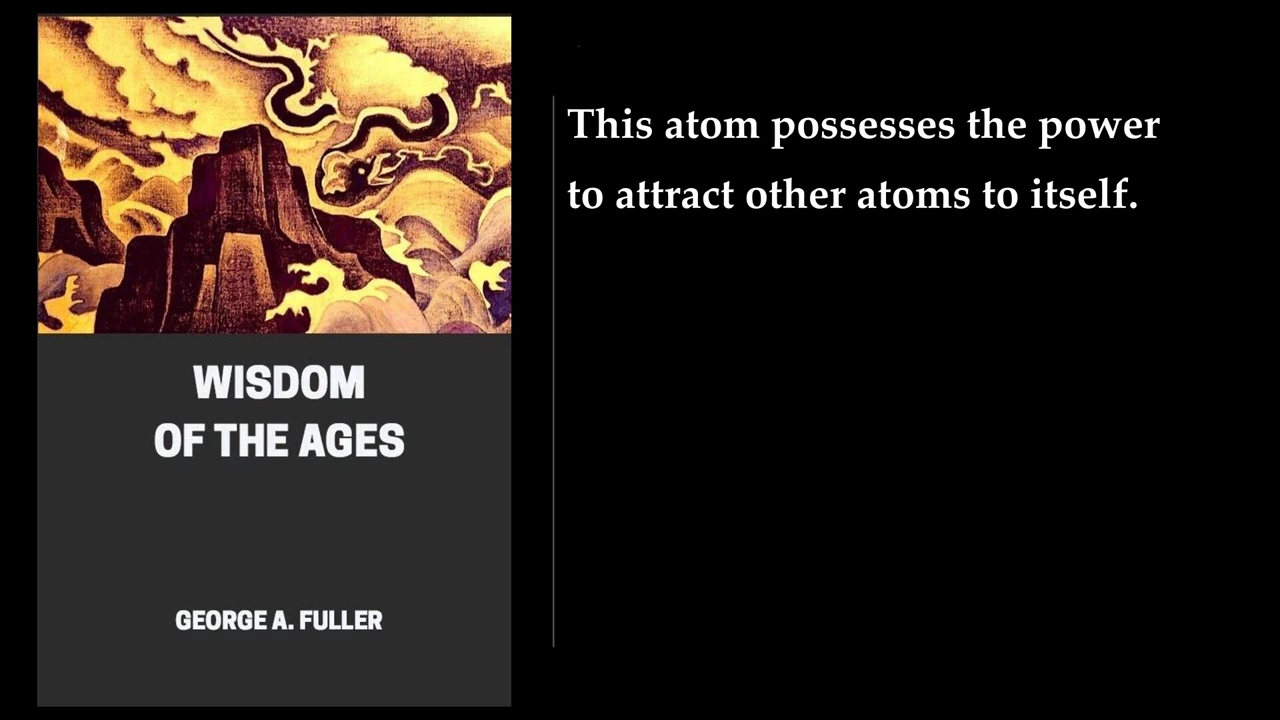 WISDOM
OF THE AGES
GEORGE A. FULLER
This atom possesses the power
to attract other atoms to itself.